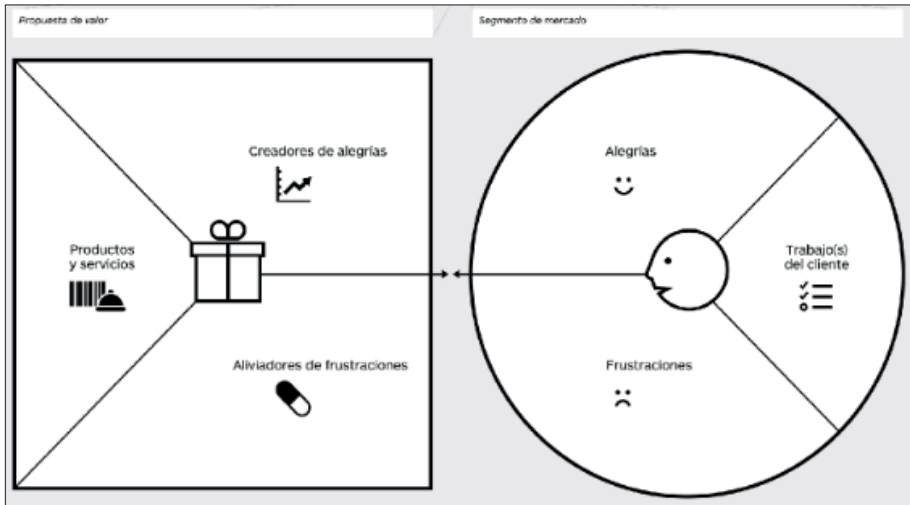 Propuesta de valor
Segmento de mercado
Creadores de alegrías
Productos
y servicios
Aliviadores de frustraciones
Alegrías
Trabajo(s)
del cliente
Frustraciones